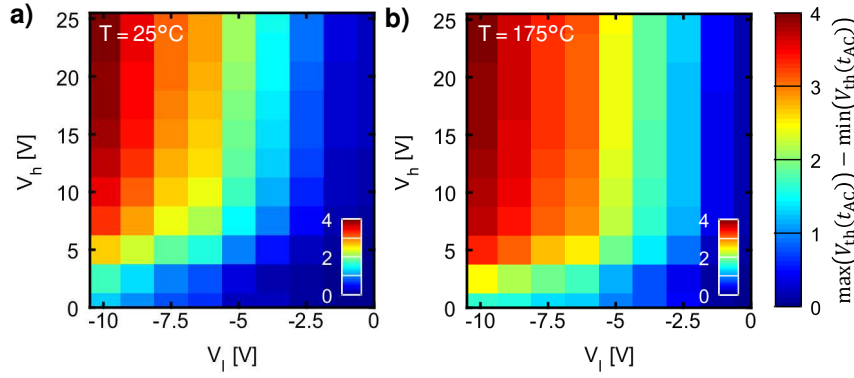 a)
T = 25°C
25
20
15
10
5
0
V_h [V]
-10 -7.5 -5 -2.5 0
V_l [V]
4
2
0
b)
T = 175°C
25
20
15
10
5
0
V_h [V]
-10 -7.5 -5 -2.5 0
V_l [V]
4
2
0
4
3
2
1
0
max(V_th(t_AC)) − min(V_th(t_AC))